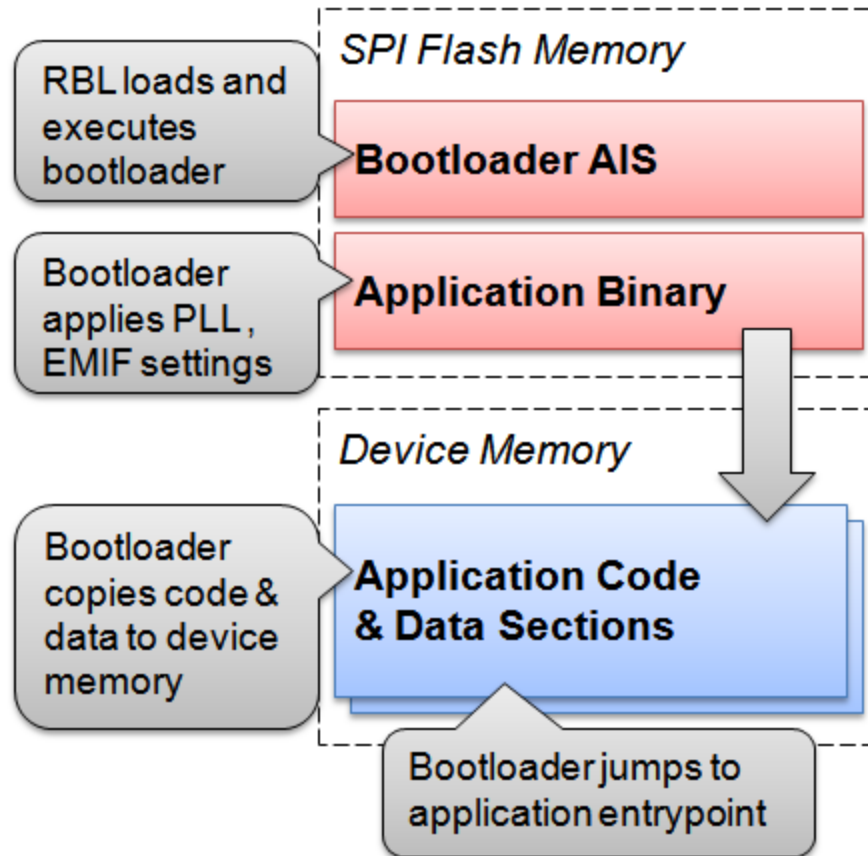 SPI Flash Memory
RBL loads and
executes
bootloader
Bootloader AIS
Bootloader
applies PLL ,
EMIF settings
Application Binary
Device Memory
Bootloader
copies code &
data to device
memory
Application Code
& Data Sections
Bootloader jumps to
application entrypoint